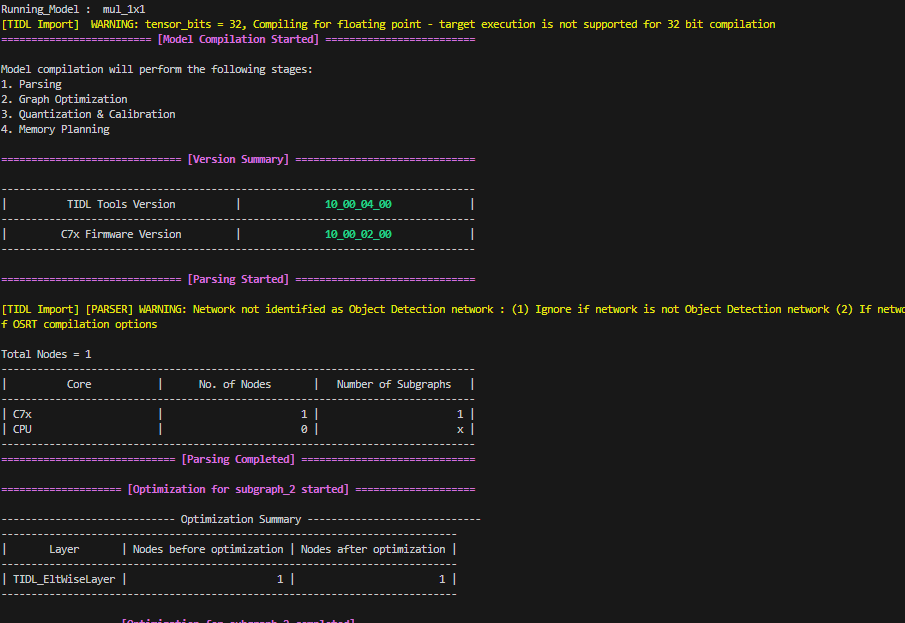 Running_Model :  mul_1x1
[TIDL Import]  WARNING: tensor_bits = 32, Compiling for floating point - target execution is not supported for 32 bit compilation
========================= [Model Compilation Started] =========================
Model compilation will perform the following stages:
1. Parsing
2. Graph Optimization
3. Quantization & Calibration
4. Memory Planning
============================== [Version Summary] ==============================
-------------------------------------------------------------------------------
|          TIDL Tools Version          |              10_00_04_00             |
-------------------------------------------------------------------------------
|         C7x Firmware Version         |              10_00_02_00             |
-------------------------------------------------------------------------------
============================== [Parsing Started] ==============================
[TIDL Import] [PARSER] WARNING: Network not identified as Object Detection network : (1) Ignore if network is not Object Detection network (2) If netwo
f OSRT compilation options
Total Nodes = 1
-------------------------------------------------------------------------------
|          Core           |      No. of Nodes       |   Number of Subgraphs   |
-------------------------------------------------------------------------------
| C7x                     |                       1 |                       1 |
| CPU                     |                       0 |                       x |
-------------------------------------------------------------------------------
============================= [Parsing Completed] =============================
==================== [Optimization for subgraph_2 started] ====================
----------------------------- Optimization Summary -----------------------------
----------------------------------------------------------------------------
|       Layer       | Nodes before optimization | Nodes after optimization |
----------------------------------------------------------------------------
| TIDL_EltWiseLayer |                         1 |                        1 |
----------------------------------------------------------------------------
[Optimization for subgraph_2 completed]